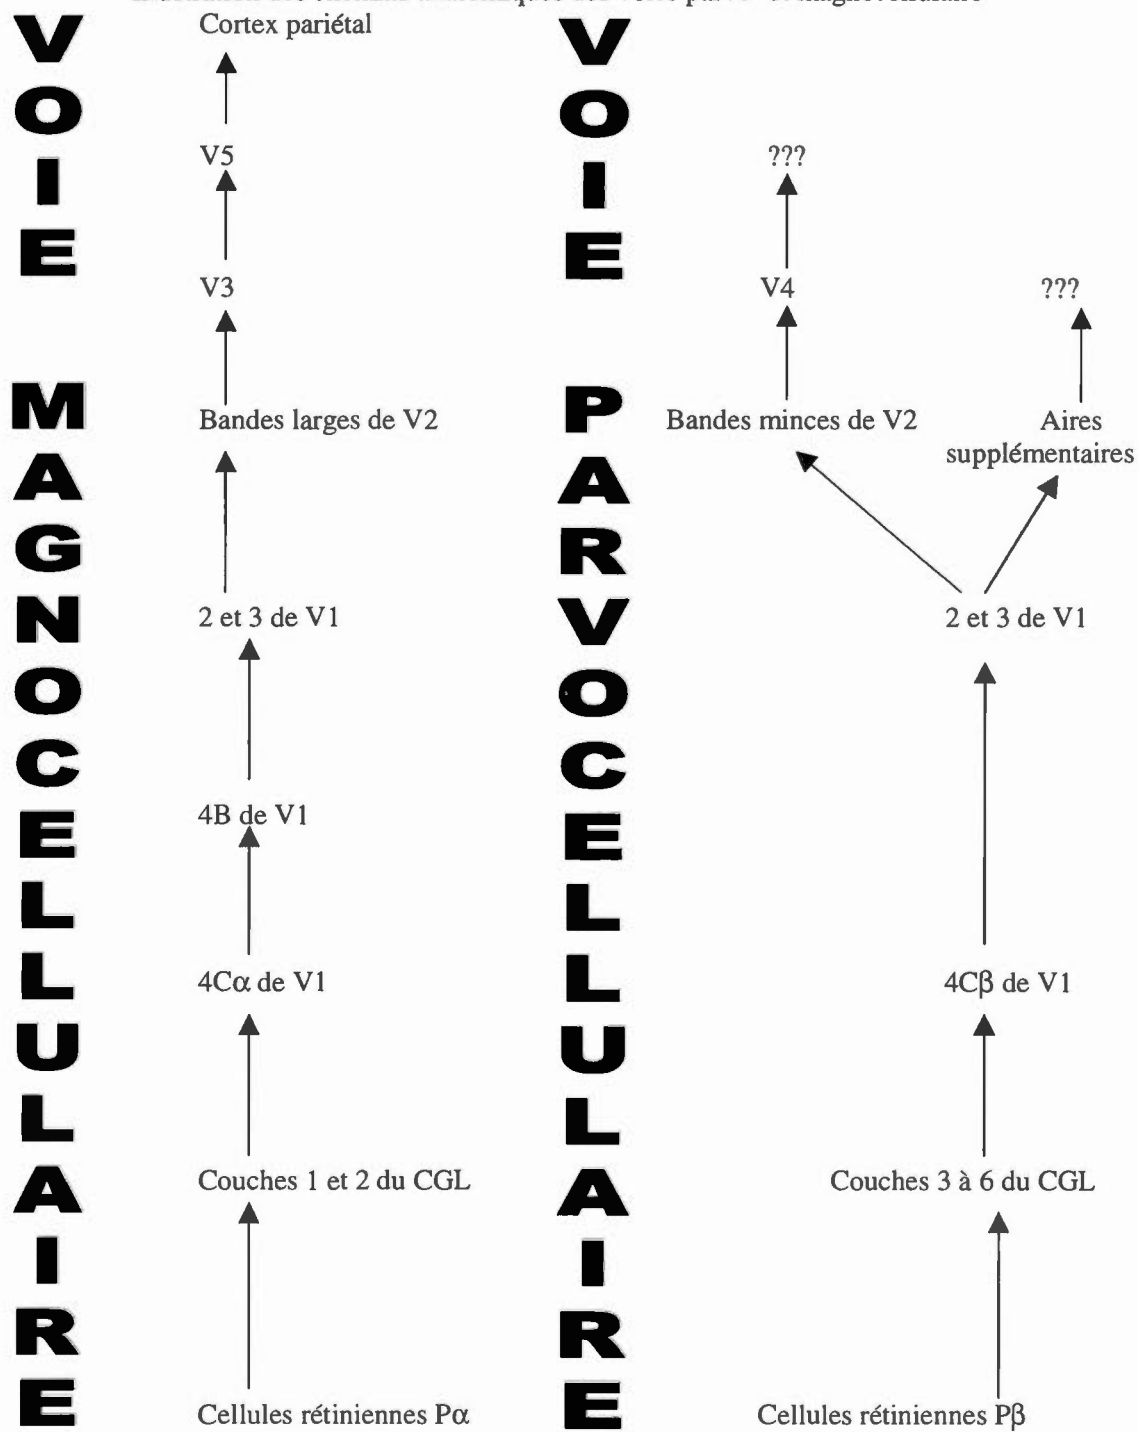 VOIE MAGNOCELLULAIRE
Cortex pariétal
V5
V3
Bandes larges de V2
2 et 3 de V1
4B de V1
4Cα de V1
Couches 1 et 2 du CGL
Cellules rétiniennes Pα
VOIE PARVOCELLULAIRE
???
V4
???
Bandes minces de V2
Aires
supplémentaires
2 et 3 de V1
4Cβ de V1
Couches 3 à 6 du CGL
Cellules rétiniennes Pβ